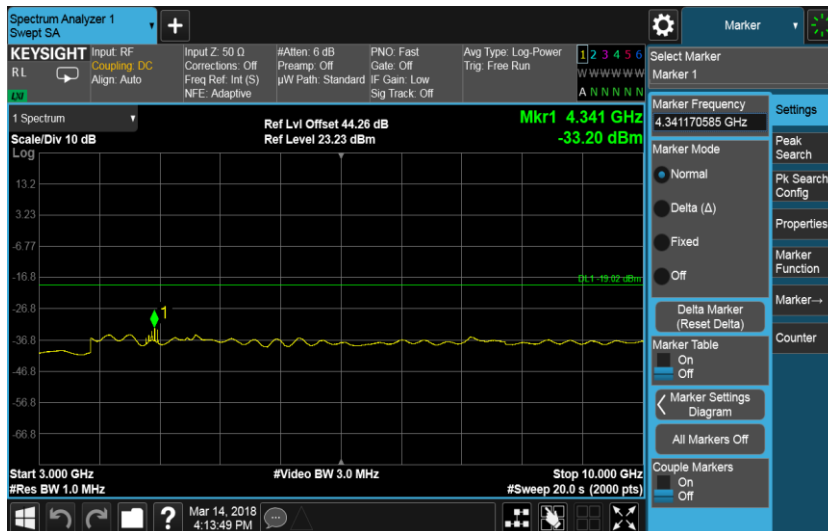 Spectrum Analyzer 1
Swept SA
Marker
KEYSIGHT
RL
LXI
Input: RF
Coupling: DC
Align: Auto
Input Z: 50 Ω
Corrections: Off
Freq Ref: Int (S)
NFE: Adaptive
#Atten: 6 dB
Preamp: Off
µW Path: Standard
PNO: Fast
Gate: Off
IF Gain: Low
Sig Track: Off
Avg Type: Log-Power
Trig: Free Run
1 2 3 4 5 6
W W W W W W
A N N N N N
Select Marker
Marker 1
1 Spectrum
Scale/Div 10 dB
Log
Ref Lvl Offset 44.26 dB
Ref Level 23.23 dBm
Mkr1 4.341 GHz
-33.20 dBm
13.2
3.23
-6.77
-16.8
-26.8
-36.8
-46.8
-56.8
-66.8
DL1 -19.02 dBm
1
Start 3.000 GHz
#Res BW 1.0 MHz
#Video BW 3.0 MHz
Stop 10.000 GHz
#Sweep 20.0 s (2000 pts)
Marker Frequency
4.341170585 GHz
Marker Mode
Normal
Delta (Δ)
Fixed
Off
Delta Marker
(Reset Delta)
Marker Table
On
Off
Marker Settings
Diagram
All Markers Off
Couple Markers
On
Off
Settings
Peak
Search
Pk Search
Config
Properties
Marker
Function
Marker→
Counter
?
Mar 14, 2018
4:13:49 PM